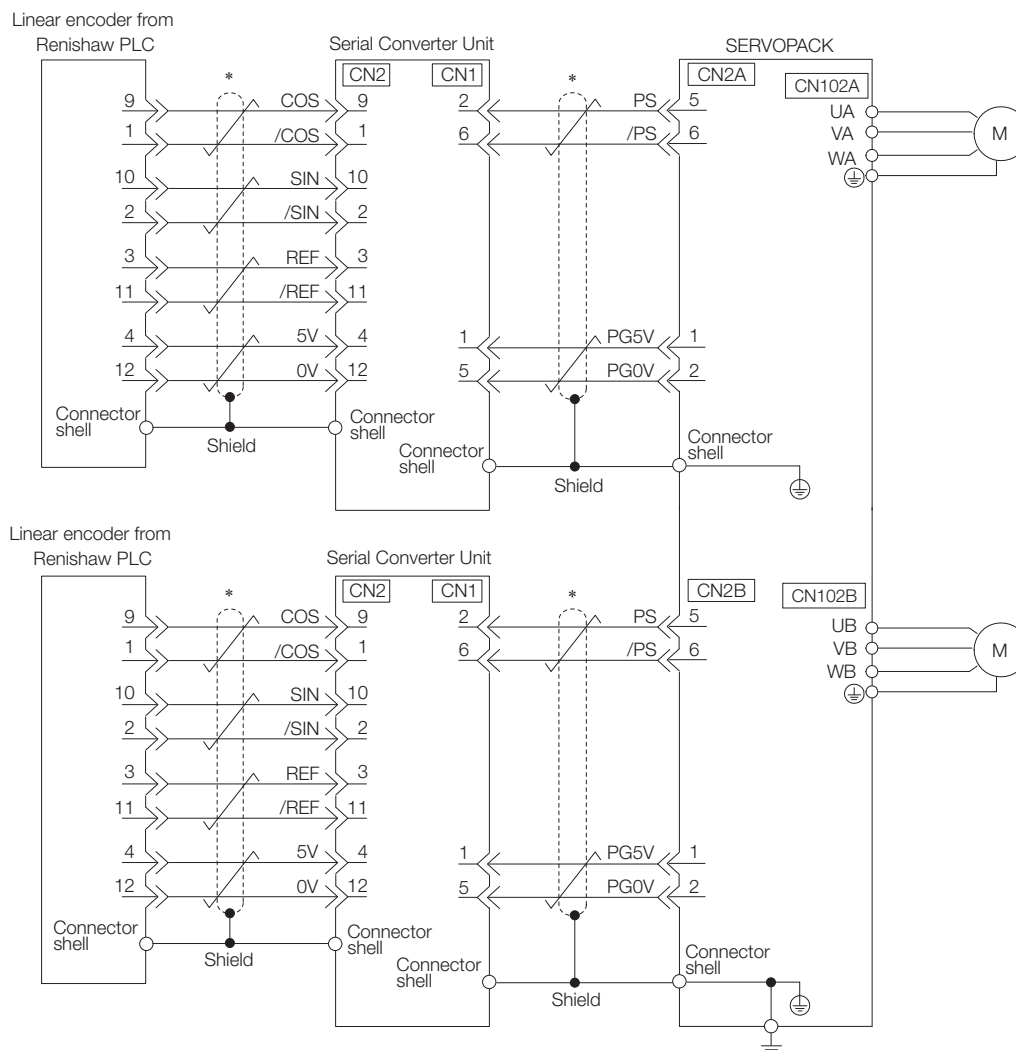 Linear encoder from
Renishaw PLC
Serial Converter Unit
SERVOPACK
*
CN2
CN1
*
CN2A
CN102A
9
COS
9
2
PS
5
UA
1
/COS
1
6
/PS
6
VA
M
WA
10
SIN
10
2
/SIN
2
3
REF
3
11
/REF
11
4
5V
4
1
PG5V
1
12
0V
12
5
PG0V
2
Connector
shell
Shield
Connector
shell
Connector
shell
Shield
Connector
shell
Linear encoder from
Renishaw PLC
Serial Converter Unit
*
CN2
CN1
*
CN2B
CN102B
9
COS
9
2
PS
5
UB
1
/COS
1
6
/PS
6
VB
M
WB
10
SIN
10
2
/SIN
2
3
REF
3
11
/REF
11
4
5V
4
1
PG5V
1
12
0V
12
5
PG0V
2
Connector
shell
Shield
Connector
shell
Connector
shell
Shield
Connector
shell